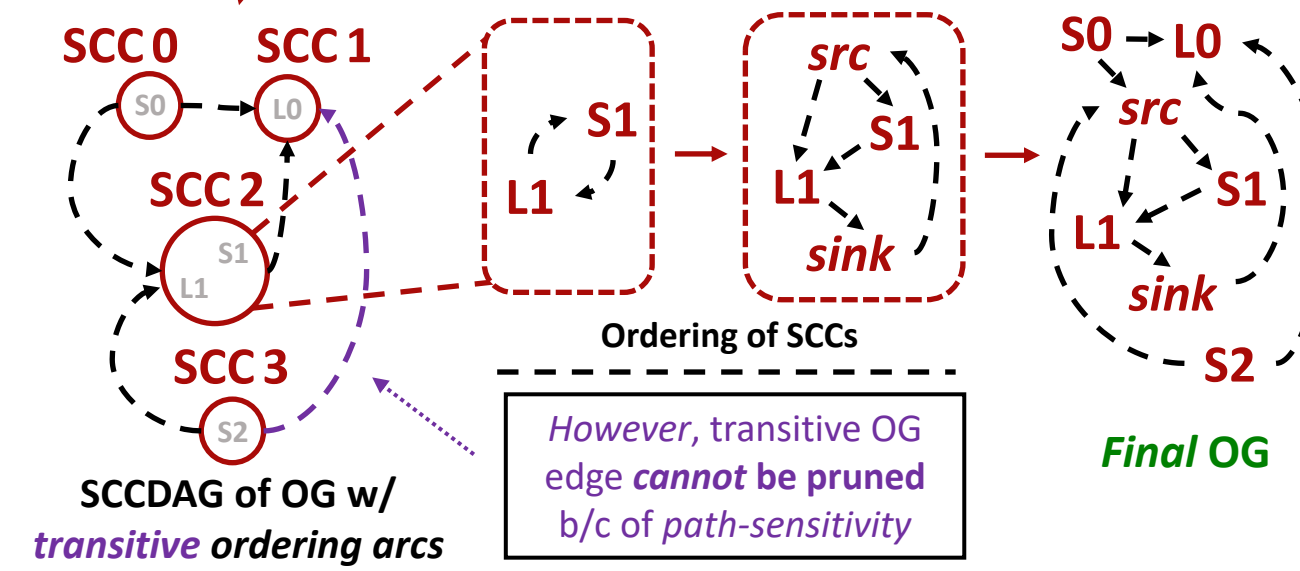 SCC 0
SCC 1
S0
L0
SCC 2
S1
L1
SCC 3
S2
SCCDAG of OG w/
transitive ordering arcs
S1
L1
src
S1
L1
sink
Ordering of SCCs
However, transitive OG
edge cannot be pruned
b/c of path-sensitivity
S0
L0
src
S1
L1
sink
S2
Final OG